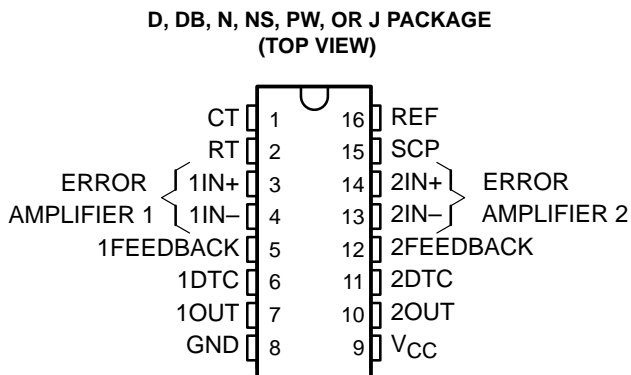 D, DB, N, NS, PW, OR J PACKAGE
(TOP VIEW)
CT 1 16 REF
RT 2 15 SCP
ERROR AMPLIFIER 1 1IN+ 3 14 2IN+ ERROR AMPLIFIER 2
1IN– 4 13 2IN–
1FEEDBACK 5 12 2FEEDBACK
1DTC 6 11 2DTC
1OUT 7 10 2OUT
GND 8 9 VCC